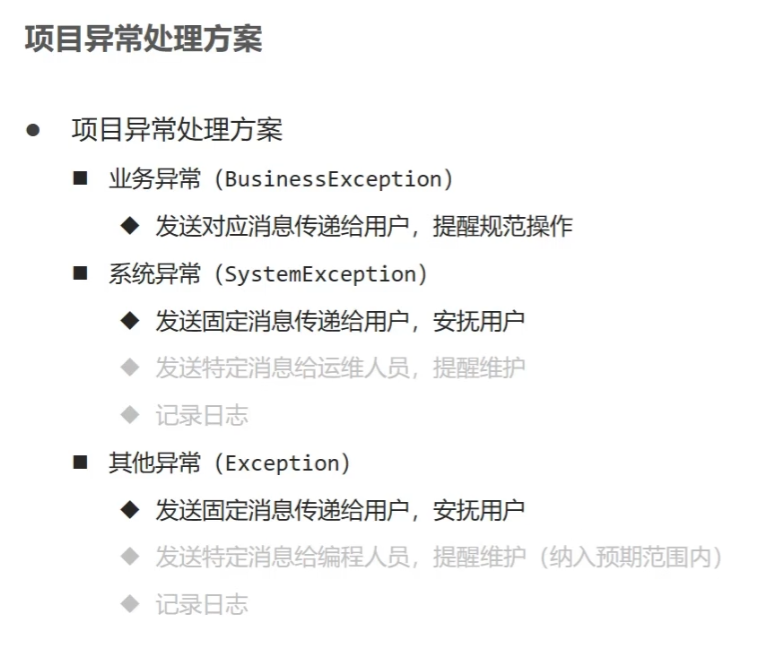 项目异常处理方案
项目异常处理方案
业务异常（BusinessException）
发送对应消息传递给用户，提醒规范操作
系统异常（SystemException）
发送固定消息传递给用户，安抚用户
发送特定消息给运维人员，提醒维护
记录日志
其他异常（Exception）
发送固定消息传递给用户，安抚用户
发送特定消息给编程人员，提醒维护（纳入预期范围内）
记录日志